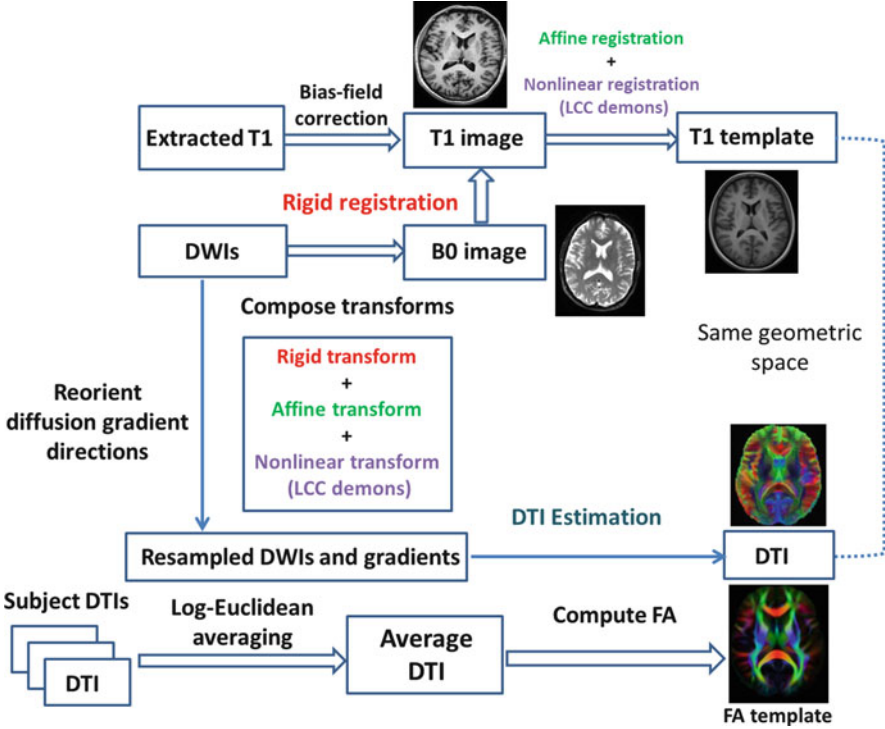 Affine registration
+
Nonlinear registration
(LCC demons)
Bias-field
correction
Extracted T1
T1 image
T1 template
Rigid registration
DWIs
B0 image
Compose transforms
Same geometric
space
Rigid transform
+
Affine transform
+
Nonlinear transform
(LCC demons)
Reorient
diffusion gradient
directions
DTI Estimation
Resampled DWIs and gradients
DTI
Subject DTIs
Log-Euclidean
averaging
Compute FA
DTI
Average
DTI
FA template